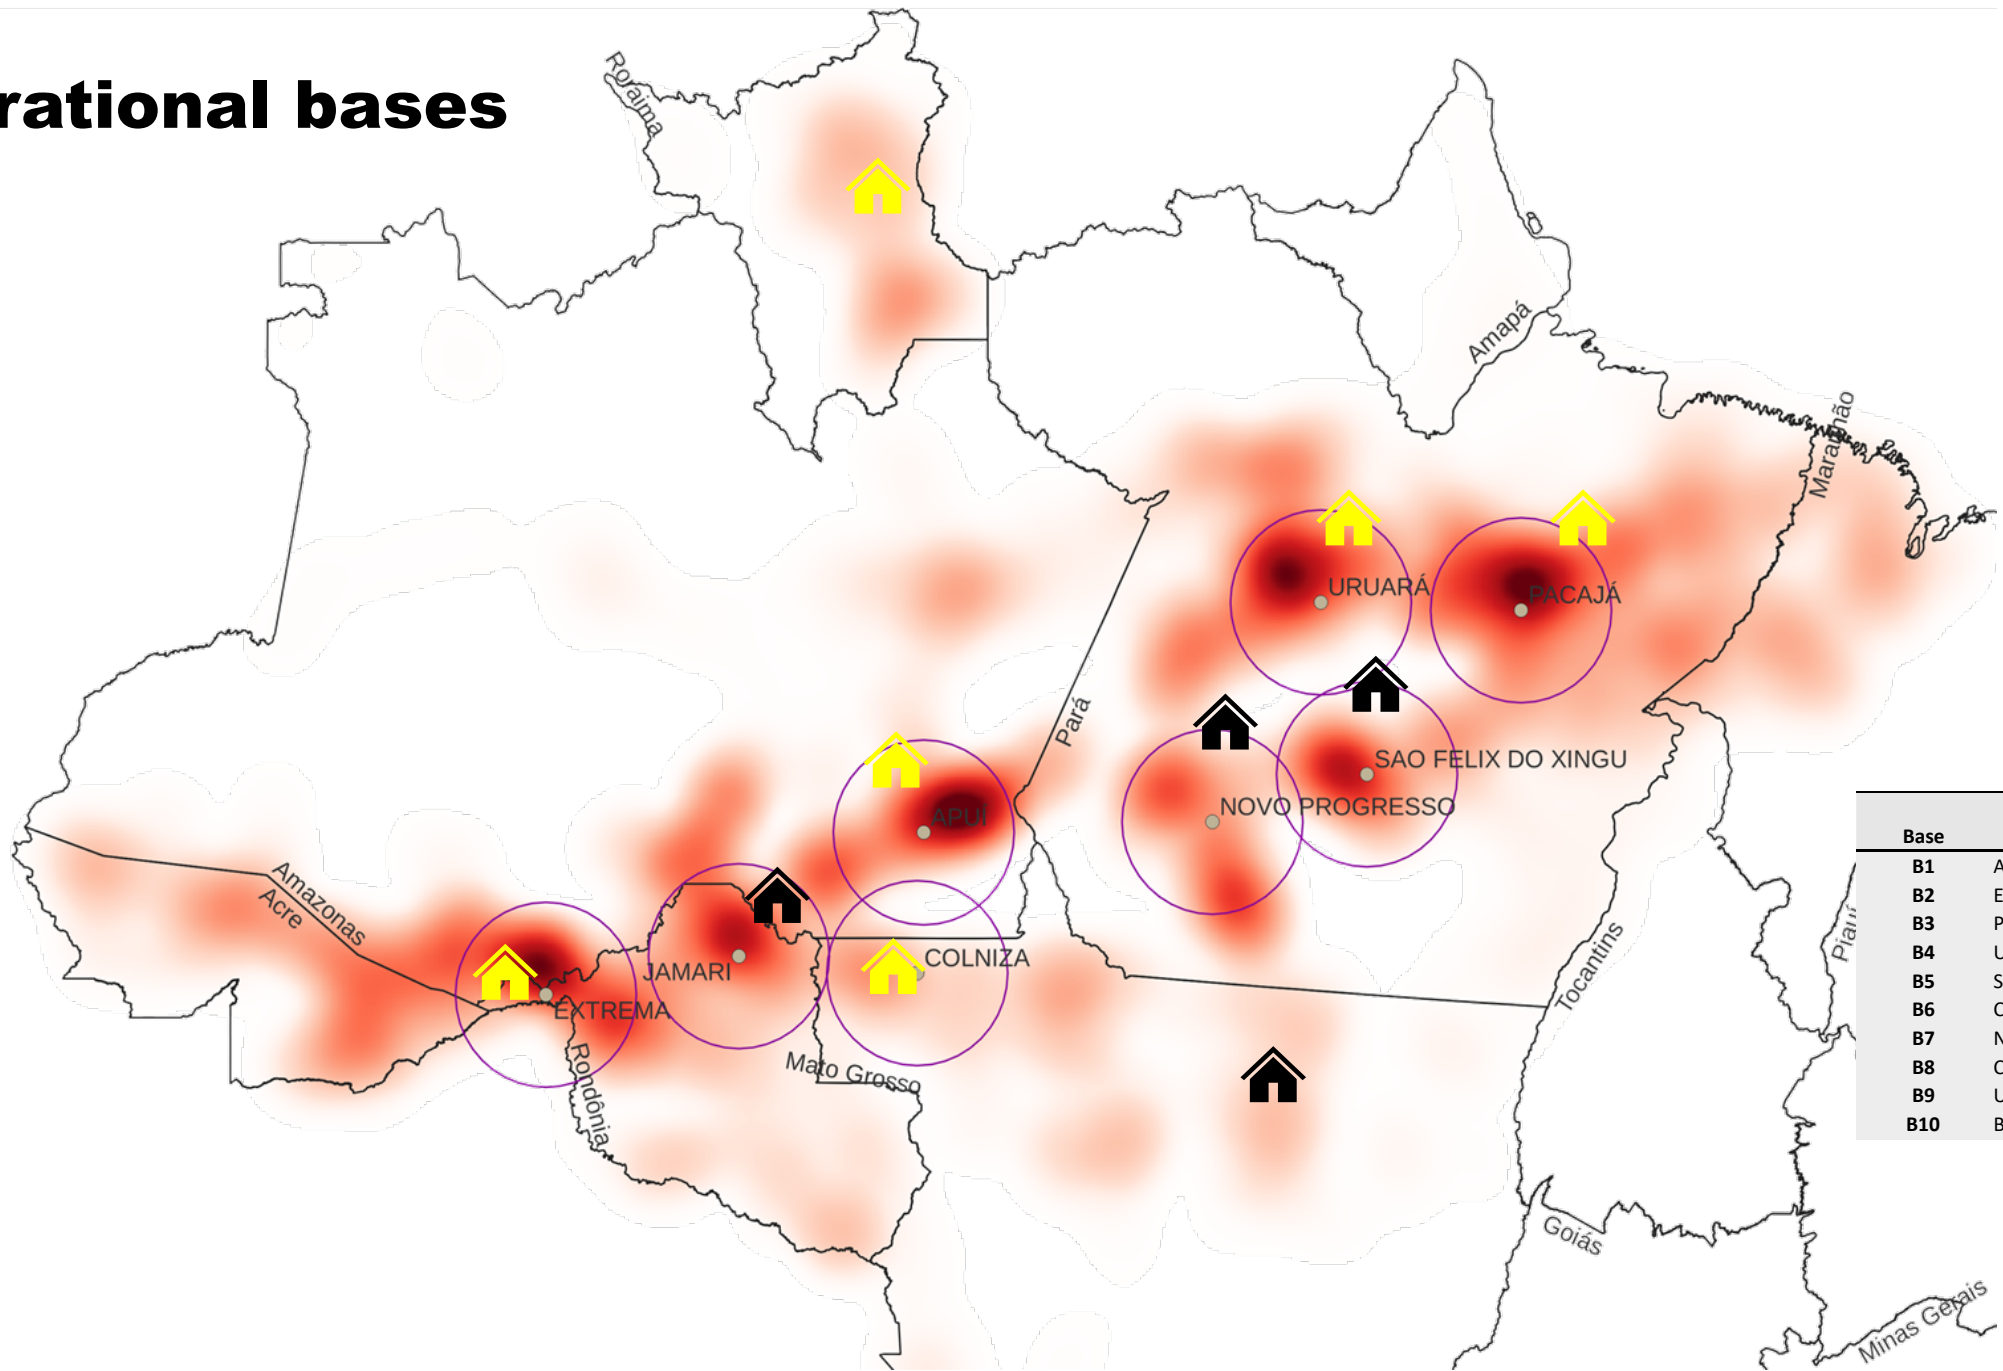 rational bases
Roraima
Amapá
Maranhão
URUARÁ
PACAJÁ
Pará
SAO FELIX DO XINGU
NOVO PROGRESSO
APUÍ
Amazonas
Acre
JAMARI
COLNIZA
EXTREMA
Rondônia
Mato Grosso
Tocantins
Piauí
Goiás
Minas Gerais
Base
B1 A
B2 E
B3 P
B4 U
B5 S
B6 C
B7 N
B8 C
B9 U
B10 B